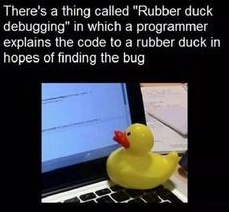 There's a thing called "Rubber duck
debugging" in which a programmer
explains the code to a rubber duck in
hopes of finding the bug